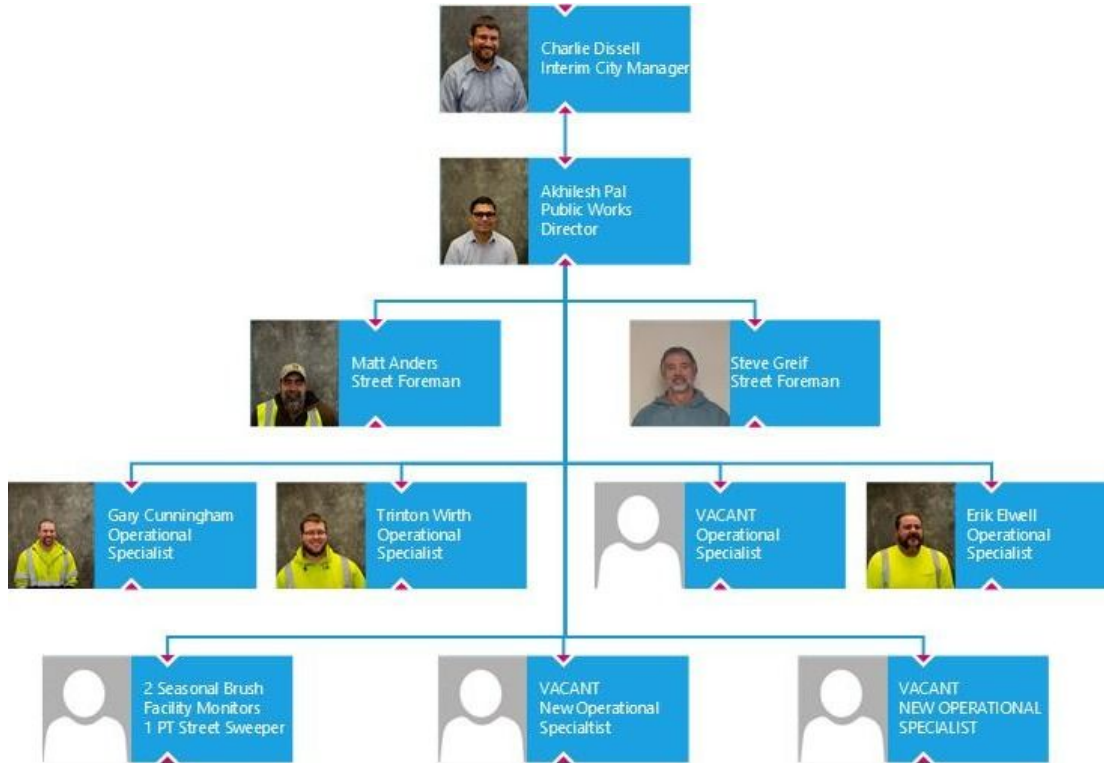 Charlie Dissell
Interim City Manager
Akhilesh Pal
Public Works
Director
Matt Anders
Street Foreman
Steve Greif
Street Foreman
Gary Cunningham
Operational
Specialist
Trinton Wirth
Operational
Specialist
VACANT
Operational
Specialist
Erik Elwell
Operational
Specialist
2 Seasonal Brush
Facility Monitors
1 PT Street Sweeper
VACANT
New Operational
Specialtist
VACANT
NEW OPERATIONAL
SPECIALIST